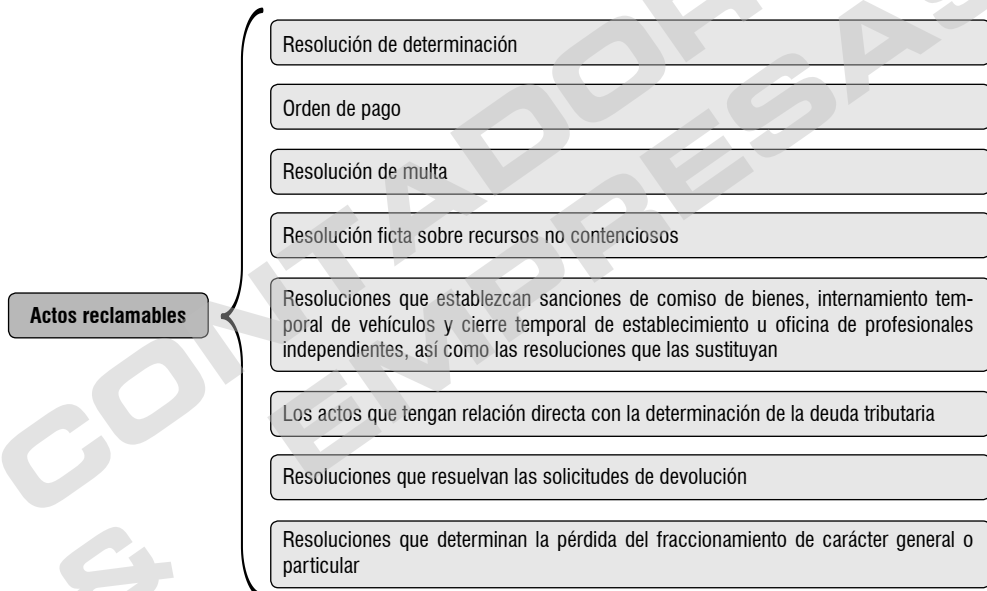 Resolución de determinación
Orden de pago
Resolución de multa
Resolución ficta sobre recursos no contenciosos
Actos reclamables
Resoluciones que establezcan sanciones de comiso de bienes, internamiento tem-
poral de vehículos y cierre temporal de establecimiento u oficina de profesionales
independientes, así como las resoluciones que las sustituyan
Los actos que tengan relación directa con la determinación de la deuda tributaria
Resoluciones que resuelvan las solicitudes de devolución
Resoluciones que determinan la pérdida del fraccionamiento de carácter general o
particular
CONTADOR
EMPRESAS
&